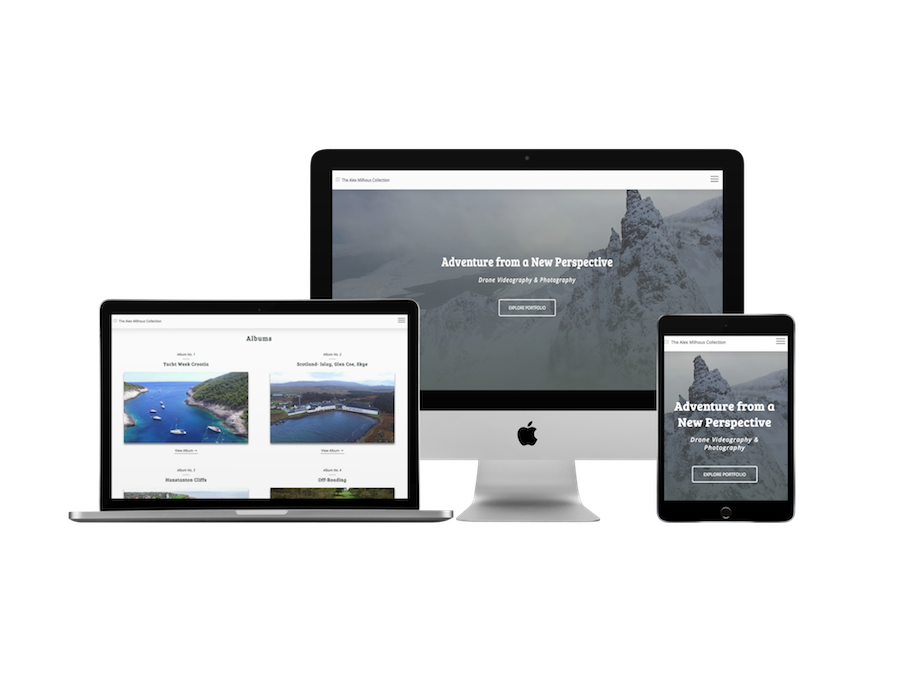 The Alex Milhous Collection
Adventure from a New Perspective
Drone Videography & Photography
EXPLORE PORTFOLIO
The Alex Milhous Collection
Albums
Album No. 1
Yacht Week Croatia
View Album →
Album No. 2
Scotland- Islay, Glen Coe, Skye
View Album →
Album No. 3
Hunstanton Cliffs
Album No. 4
Off-Roading
The Alex Milhous Collection
Adventure from a
New Perspective
Drone Videography &
Photography
EXPLORE PORTFOLIO